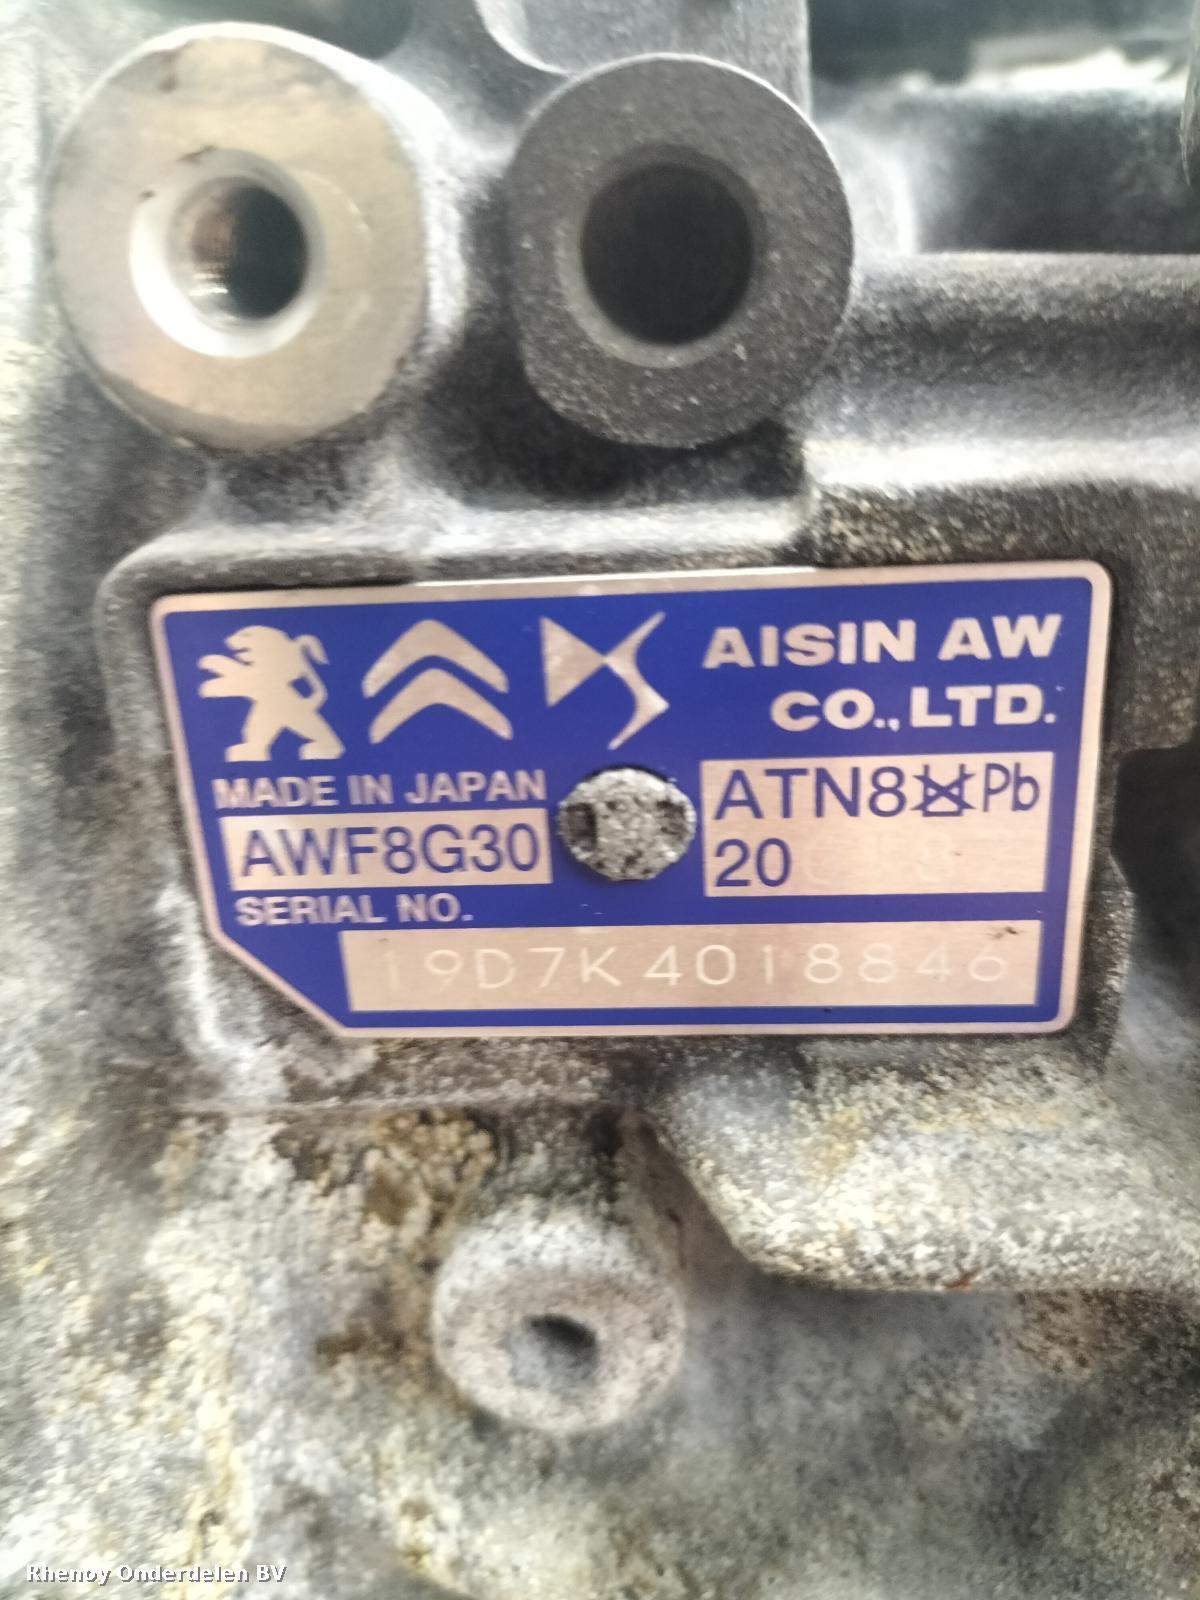 AISIN AW
CO.,LTD.
MADE IN JAPAN
AWF8G30
ATN8 Pb
20
SERIAL NO.
19D7K4018846
Rhenoy Onderdelen BV